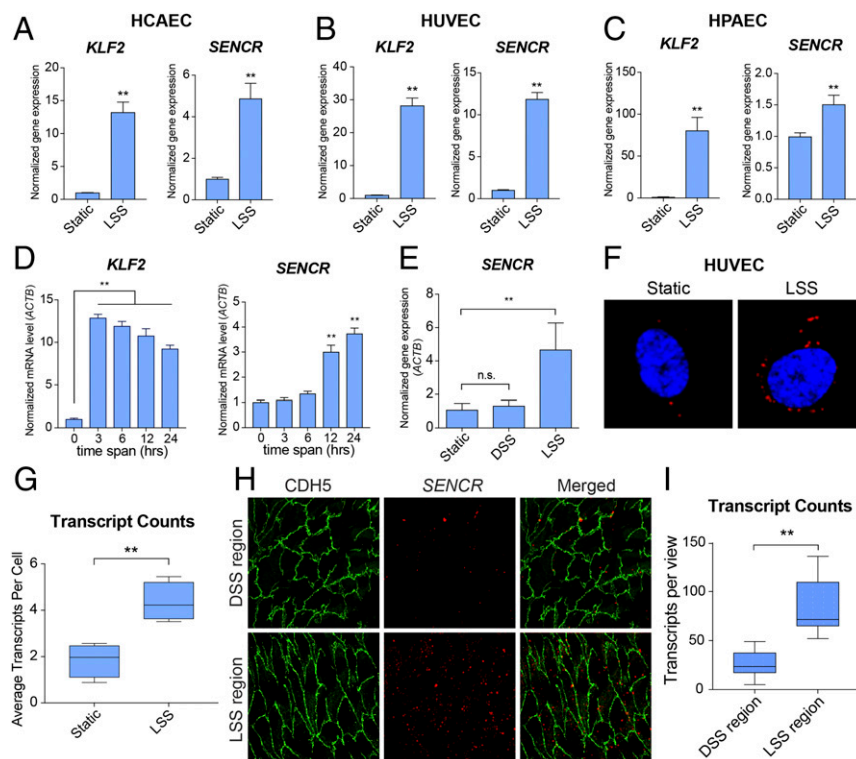 A
HCAEC
KLF2
SENCR
Normalized gene expression
20
15
10
5
0
**
Static
LSS
Normalized gene expression
6
4
2
0
**
Static
LSS
B
HUVEC
KLF2
SENCR
Normalized gene expression
40
30
20
10
0
**
Static
LSS
Normalized gene expression
15
10
5
0
**
Static
LSS
C
HPAEC
KLF2
SENCR
Normalized gene expression
150
100
50
0
**
Static
LSS
Normalized gene expression
2.0
1.5
1.0
0.5
0.0
**
Static
LSS
D
KLF2
Normalized mRNA level (ACTB)
15
10
5
0
**
0 3 6 12 24
time span (hrs)
SENCR
Normalized mRNA level (ACTB)
5
4
3
2
1
0
** **
0 3 6 12 24
time span (hrs)
E
SENCR
Normalized gene expression
(ACTB)
8
6
4
2
0
**
n.s.
Static
DSS
LSS
F
HUVEC
Static LSS
G
Transcript Counts
Average Transcripts Per Cell
6
4
2
0
**
Static
LSS
H
CDH5 SENCR Merged
DSS region
LSS region
I
Transcript Counts
Transcripts per view
150
100
50
0
**
DSS region
LSS region